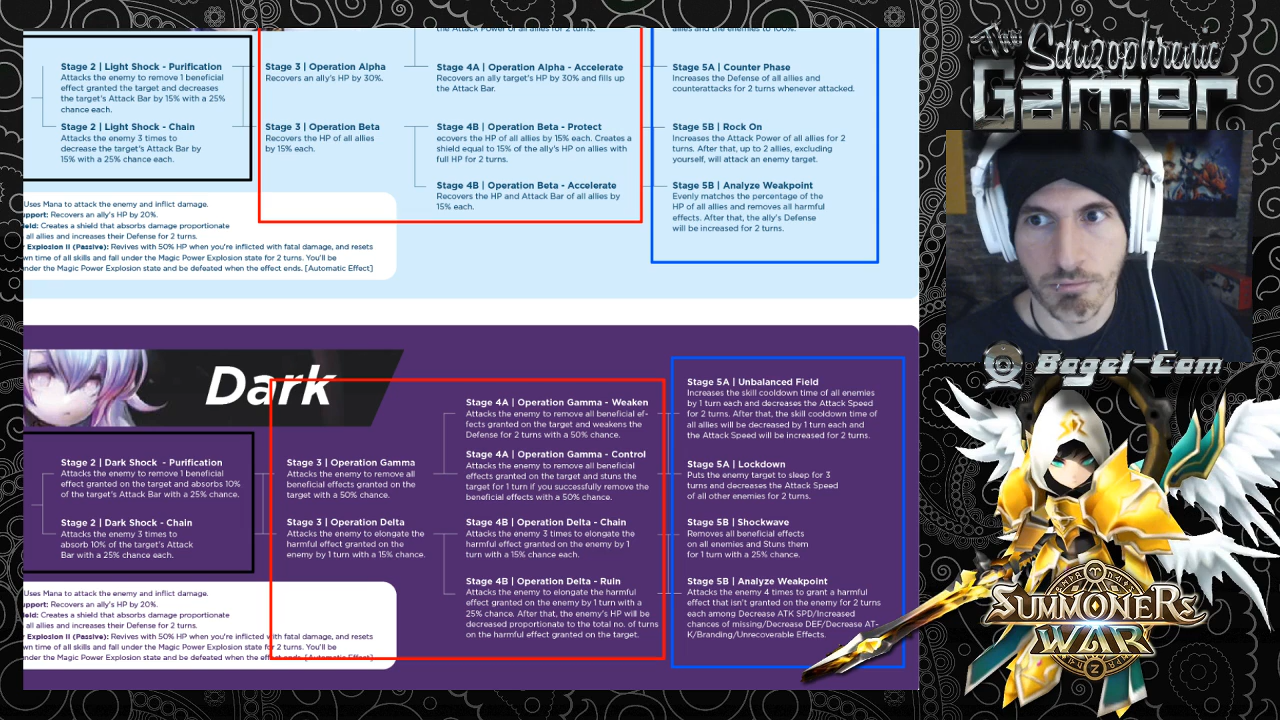 the Attack Power of all allies for 2 turns.
allies and the enemies to 100%.
Stage 2 | Light Shock - Purification
Attacks the enemy to remove 1 beneficial
effect granted the target and decreases
the target's Attack Bar by 15% with a 25%
chance each.
Stage 2 | Light Shock - Chain
Attacks the enemy 3 times to
decrease the target's Attack Bar by
15% with a 25% chance each.
Stage 3 | Operation Alpha
Recovers an ally's HP by 30%.
Stage 3 | Operation Beta
Recovers the HP of all allies
by 15% each.
Stage 4A | Operation Alpha - Accelerate
Recovers an ally target's HP by 30% and fills up
the Attack Bar.
Stage 4B | Operation Beta - Protect
ecovers the HP of all allies by 15% each. Creates a
shield equal to 15% of the ally's HP on allies with
full HP for 2 turns.
Stage 4B | Operation Beta - Accelerate
Recovers the HP and Attack Bar of all allies by
15% each.
Stage 5A | Counter Phase
Increases the Defense of all allies and
counterattacks for 2 turns whenever attacked.
Stage 5B | Rock On
Increases the Attack Power of all allies for 2
turns. After that, up to 2 allies, excluding
yourself, will attack an enemy target.
Stage 5B | Analyze Weakpoint
Evenly matches the percentage of the
HP of all allies and removes all harmful
effects. After that, the ally's Defense
will be increased for 2 turns.
Uses Mana to attack the enemy and inflict damage.
upport: Recovers an ally's HP by 20%.
ield: Creates a shield that absorbs damage proportionate
all allies and increases their Defense for 2 turns.
r Explosion II (Passive): Revives with 50% HP when you're inflicted with fatal damage, and resets
wn time of all skills and fall under the Magic Power Explosion state for 2 turns. You'll be
nder the Magic Power Explosion state and be defeated when the effect ends. [Automatic Effect]
Dark
Stage 2 | Dark Shock - Purification
Attacks the enemy to remove 1 beneficial
effect granted on the target and absorbs 10%
of the target's Attack Bar with a 25% chance.
Stage 2 | Dark Shock - Chain
Attacks the enemy 3 times to
absorb 10% of the target's Attack
Bar with a 25% chance each.
Stage 3 | Operation Gamma
Attacks the enemy to remove all
beneficial effects granted on the
target with a 50% chance.
Stage 3 | Operation Delta
Attacks the enemy to elongate the
harmful effect granted on the
enemy by 1 turn with a 15% chance.
Stage 4A | Operation Gamma - Weaken
Attacks the enemy to remove all beneficial ef-
fects granted on the target and weakens the
Defense for 2 turns with a 50% chance.
Stage 4A | Operation Gamma - Control
Attacks the enemy to remove all beneficial
effects granted on the target and stuns the
target for 1 turn if you successfully remove the
beneficial effects with a 50% chance.
Stage 4B | Operation Delta - Chain
Attacks the enemy 3 times to elongate the
harmful effect granted on the enemy by 1
turn with a 15% chance each.
Stage 4B | Operation Delta - Ruin
Attacks the enemy to elongate the harmful
effect granted on the enemy by 1 turn with a
25% chance. After that, the enemy's HP will be
decreased proportionate to the total no. of turns
on the harmful effect granted on the target.
Stage 5A | Unbalanced Field
Increases the skill cooldown time of all enemies
by 1 turn each and decreases the Attack Speed
for 2 turns. After that, the skill cooldown time of
all allies will be decreased by 1 turn each and
the Attack Speed will be increased for 2 turns.
Stage 5A | Lockdown
Puts the enemy target to sleep for 3
turns and decreases the Attack Speed
of all other enemies for 2 turns.
Stage 5B | Shockwave
Removes all beneficial effects
on all enemies and Stuns them
for 1 turn with a 25% chance.
Stage 5B | Analyze Weakpoint
Attacks the enemy 4 times to grant a harmful
effect that isn't granted on the enemy for 2 turns
each among Decrease ATK SPD/Increased
chances of missing/Decrease DEF/Decrease AT-
K/Branding/Unrecoverable Effects.
Uses Mana to attack the enemy and inflict damage.
upport: Recovers an ally's HP by 20%.
ield: Creates a shield that absorbs damage proportionate
all allies and increases their Defense for 2 turns.
r Explosion II (Passive): Revives with 50% HP when you're inflicted with fatal damage, and resets
wn time of all skills and fall under the Magic Power Explosion state for 2 turns. You'll be
nder the Magic Power Explosion state and be defeated when the effect ends. [Automatic Effect]
Gamer
Boget-Cam
SUMMONERS
WAR